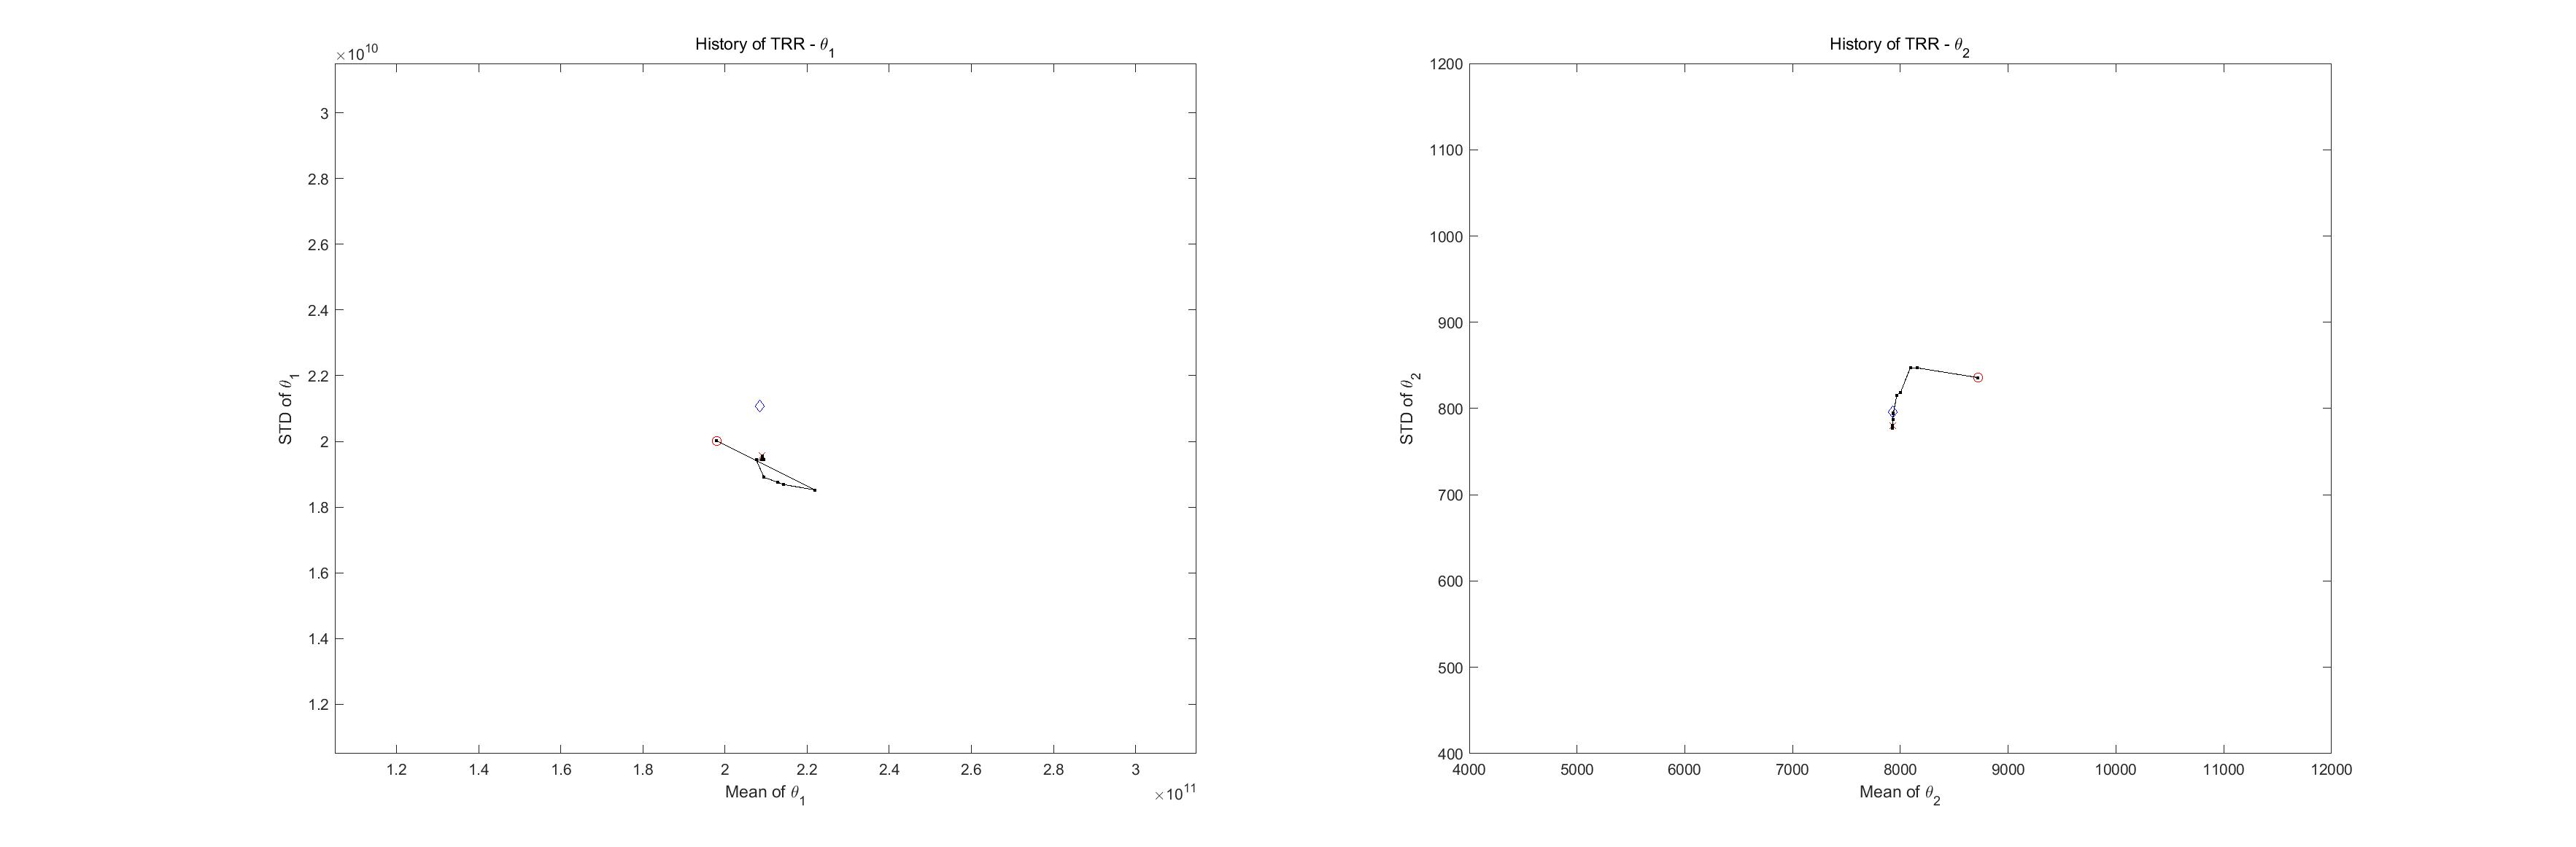 History of TRR - θ1
×10^10
3
2.8
2.6
2.4
2.2
2
1.8
1.6
1.4
1.2
STD of θ1
1.2 1.4 1.6 1.8 2 2.2 2.4 2.6 2.8 3
Mean of θ1
×10^11
History of TRR - θ2
1200
1100
1000
900
800
700
600
500
400
STD of θ2
4000 5000 6000 7000 8000 9000 10000 11000 12000
Mean of θ2